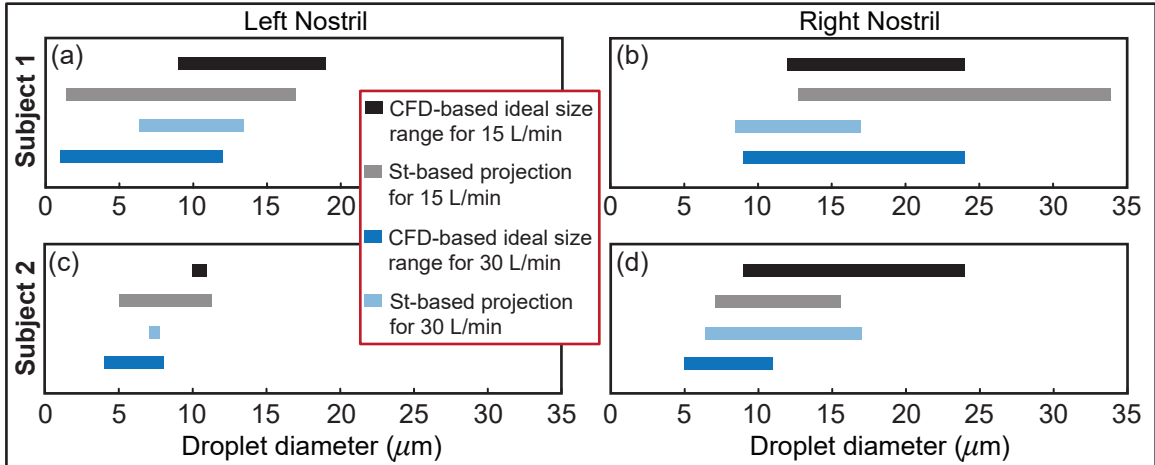 Left Nostril
Right Nostril
Subject 1
(a)
(b)
CFD-based ideal size
range for 15 L/min
St-based projection
for 15 L/min
CFD-based ideal size
range for 30 L/min
St-based projection
for 30 L/min
0 5 10 15 20
0 5 10 15 20 25 30 35
Subject 2
(c)
(d)
0 5 10 15 20 25 30 35
0 5 10 15 20 25 30 35
Droplet diameter (μm)
Droplet diameter (μm)